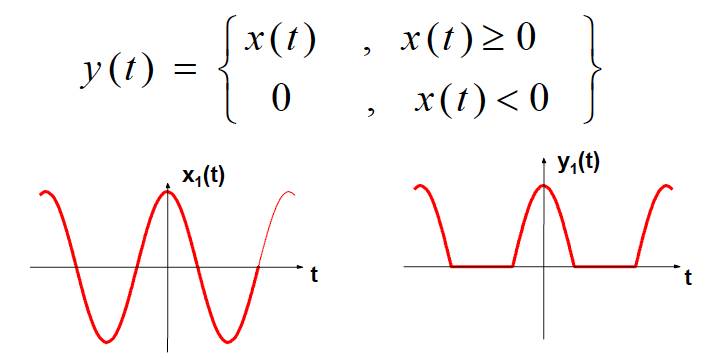 y(t) = { x(t) , x(t) ≥ 0
0 , x(t) < 0 }
x₁(t)
t
y₁(t)
t